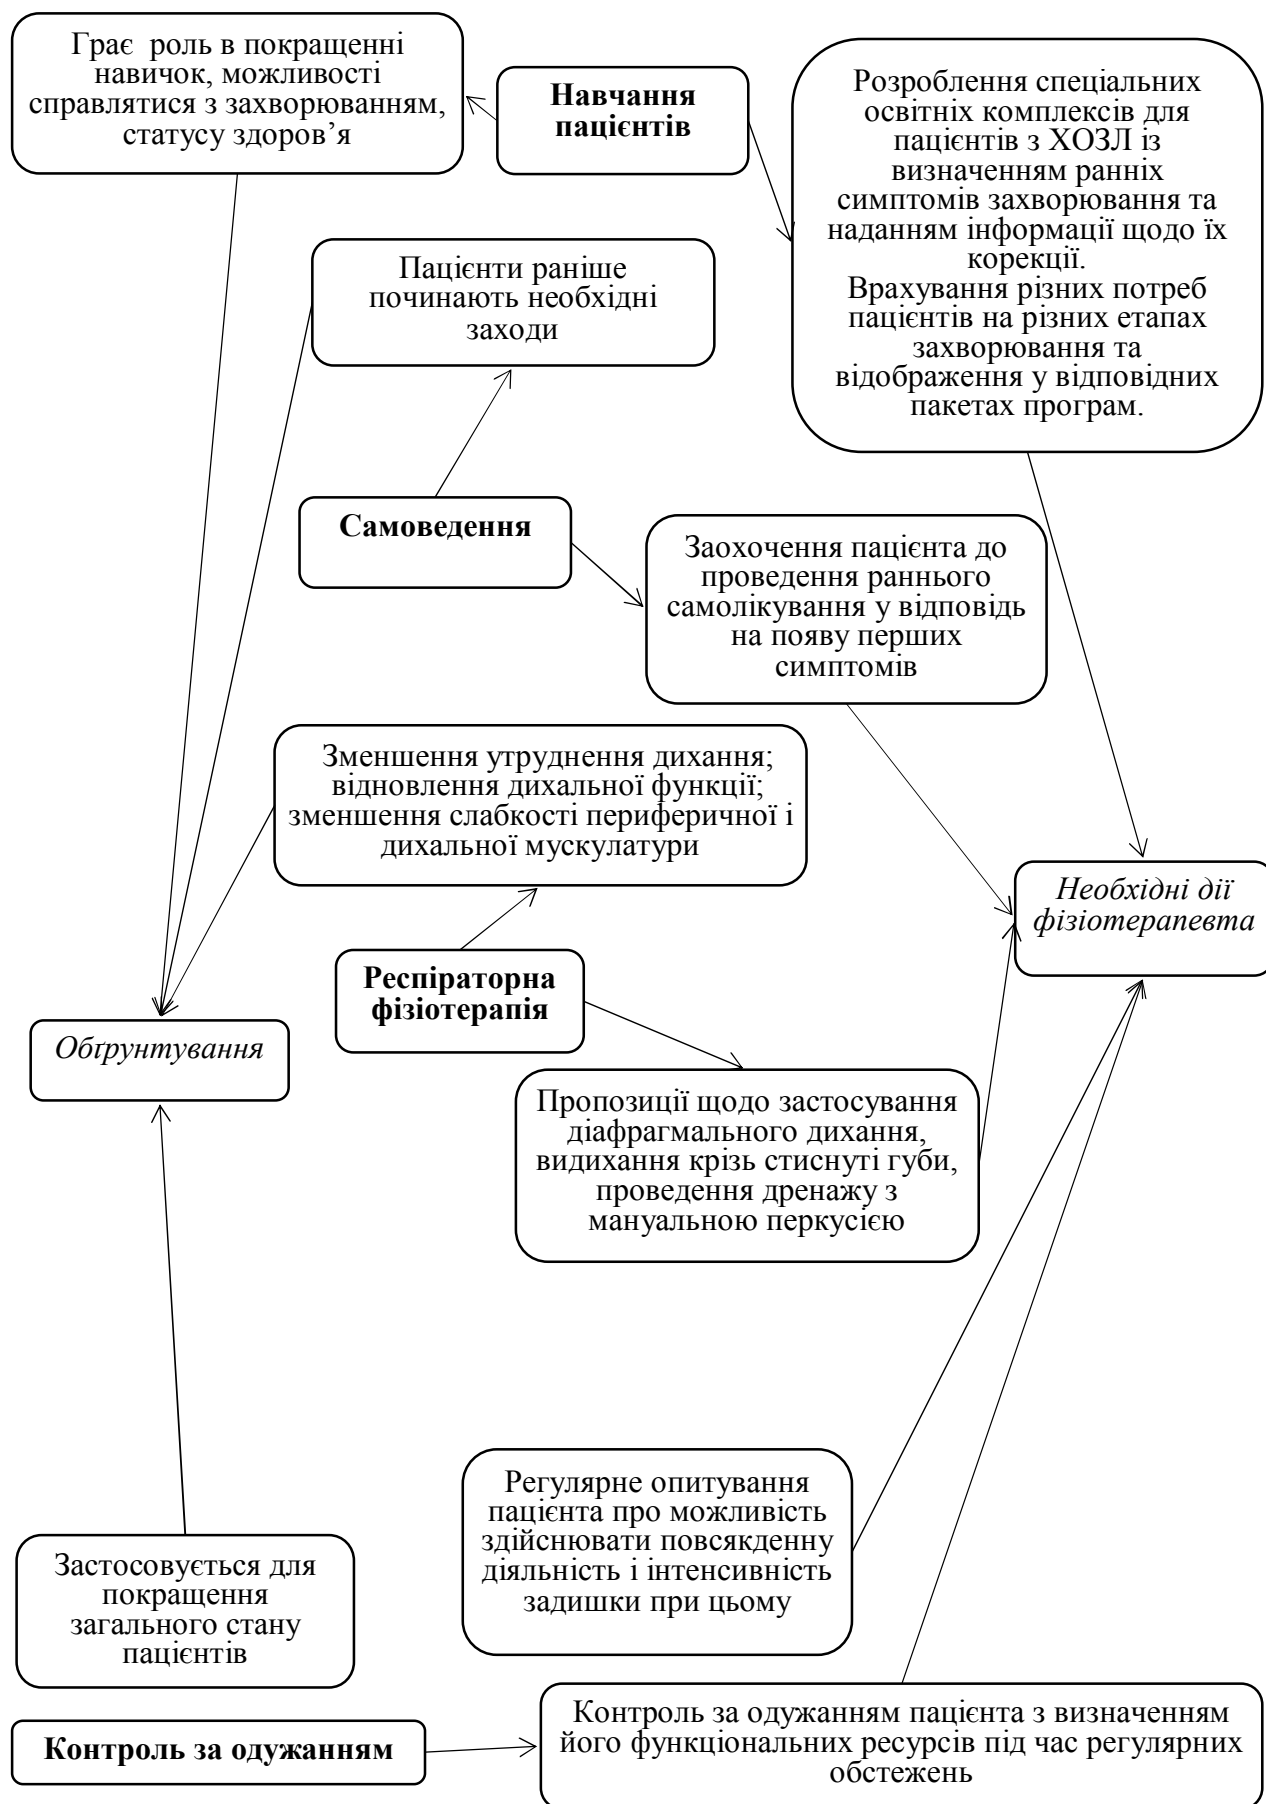 Грає роль в покращенні
навичок, можливості
справлятися з захворюванням,
статусу здоров’я
Навчання
пацієнтів
Розроблення спеціальних
освітніх комплексів для
пацієнтів з ХОЗЛ із
визначенням ранніх
симптомів захворювання та
наданням інформації щодо їх
корекції.
Врахування різних потреб
пацієнтів на різних етапах
захворювання та
відображення у відповідних
пакетах програм.
Пацієнти раніше
починають необхідні
заходи
Самоведення
Заохочення пацієнта до
проведення раннього
самолікування у відповідь
на появу перших
симптомів
Зменшення утруднення дихання;
відновлення дихальної функції;
зменшення слабкості периферичної і
дихальної мускулатури
Необхідні дії
фізіотерапевта
Респіраторна
фізіотерапія
Обґрунтування
Пропозиції щодо застосування
діафрагмального дихання,
видихання крізь стиснуті губи,
проведення дренажу з
мануальною перкусією
Регулярне опитування
пацієнта про можливість
здійснювати повсякденну
діяльність і інтенсивність
задишки при цьому
Застосовується для
покращення
загального стану
пацієнтів
Контроль за одужанням
Контроль за одужанням пацієнта з визначенням
його функціональних ресурсів під час регулярних
обстежень